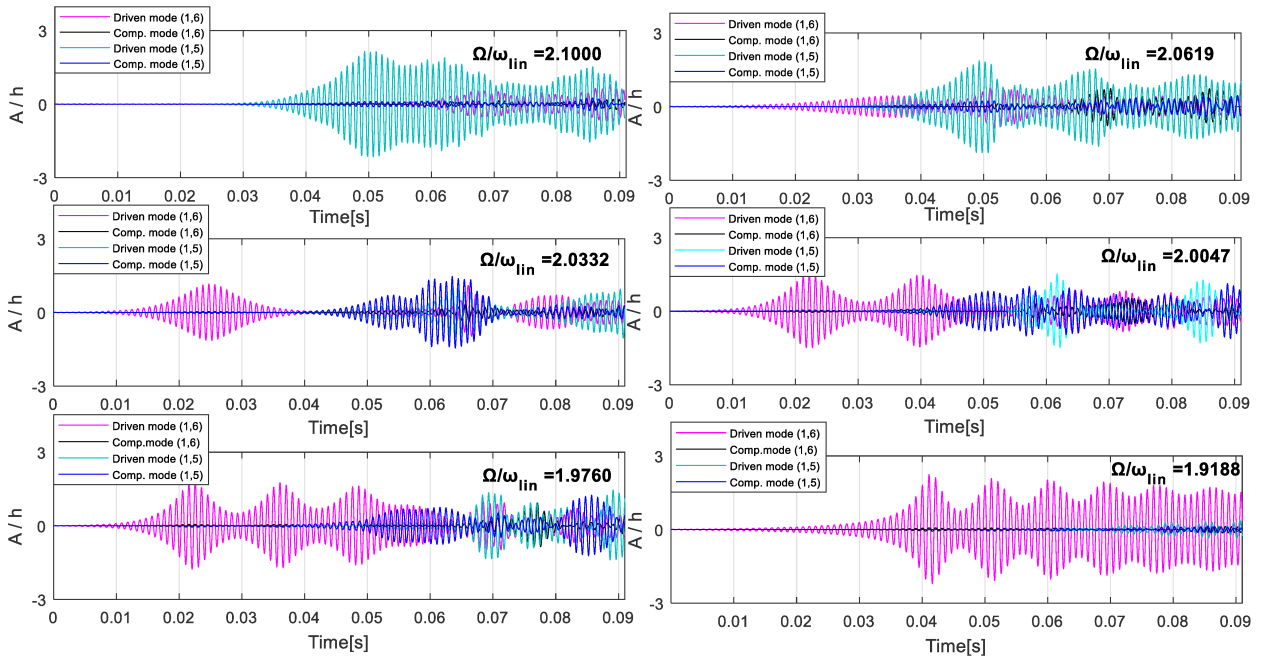 Driven mode (1,6)
Comp. mode (1,6)
Driven mode (1,5)
Comp. mode (1,5)
Ω/ω lin =2.1000
3
0
-3
A / h
0 0.01 0.02 0.03 0.04 0.05 0.06 0.07 0.08 0.09
Time[s]
Driven mode (1,6)
Comp. mode (1,6)
Driven mode (1,5)
Comp. mode (1,5)
Ω/ω lin =2.0619
3
0
-3
A / h
0 0.01 0.02 0.03 0.04 0.05 0.06 0.07 0.08 0.09
Time[s]
Driven mode (1,6)
Comp. mode (1,6)
Driven mode (1,5)
Comp. mode (1,5)
Ω/ω lin =2.0332
3
0
-3
A / h
0 0.01 0.02 0.03 0.04 0.05 0.06 0.07 0.08 0.09
Time[s]
Driven mode (1,6)
Comp. mode (1,6)
Driven mode (1,5)
Comp. mode (1,5)
Ω/ω lin =2.0047
3
0
-3
A / h
0 0.01 0.02 0.03 0.04 0.05 0.06 0.07 0.08 0.09
Time[s]
Driven mode (1,6)
Comp.mode (1,6)
Driven mode (1,5)
Comp. mode (1,5)
Ω/ω lin =1.9760
3
0
-3
A / h
0 0.01 0.02 0.03 0.04 0.05 0.06 0.07 0.08 0.09
Time[s]
Driven mode (1,6)
Comp.mode (1,6)
Driven mode (1,5)
Comp. mode (1,5)
Ω/ω lin =1.9188
3
0
-3
A / h
0.01 0.02 0.03 0.04 0.05 0.06 0.07 0.08 0.09
Time[s]